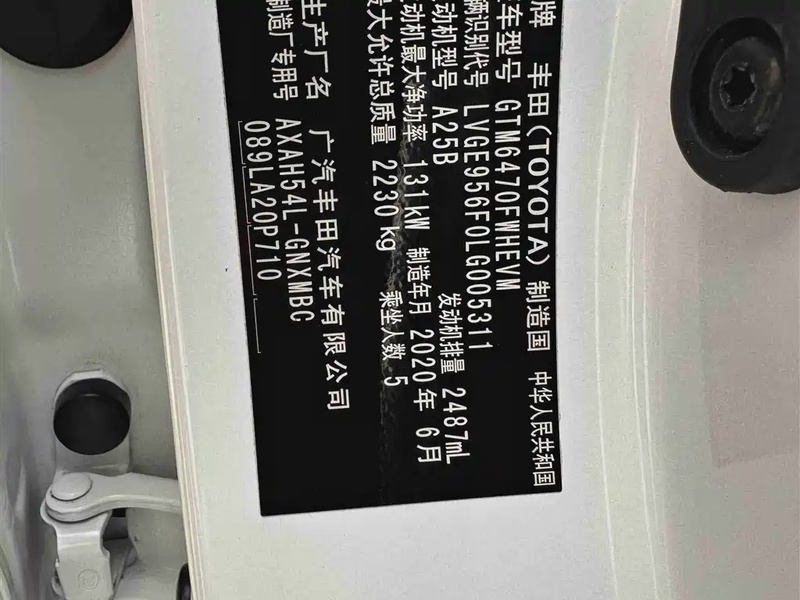 牌 丰田(TOYOTA) 制造国 中华人民共和国
车型号 GTM6470FWHEVM
辆识别代号 LVGE956F0LG005311
动机型号 A25B 发动机排量 2487mL
发动机最大净功率 131kW 制造年月 2020年 6月
最大允许总质量 2230kg 乘坐人数 5
生产厂名 广汽丰田汽车有限公司
制造厂专用号 AXAH54L-GNXMBC
089LA20P710